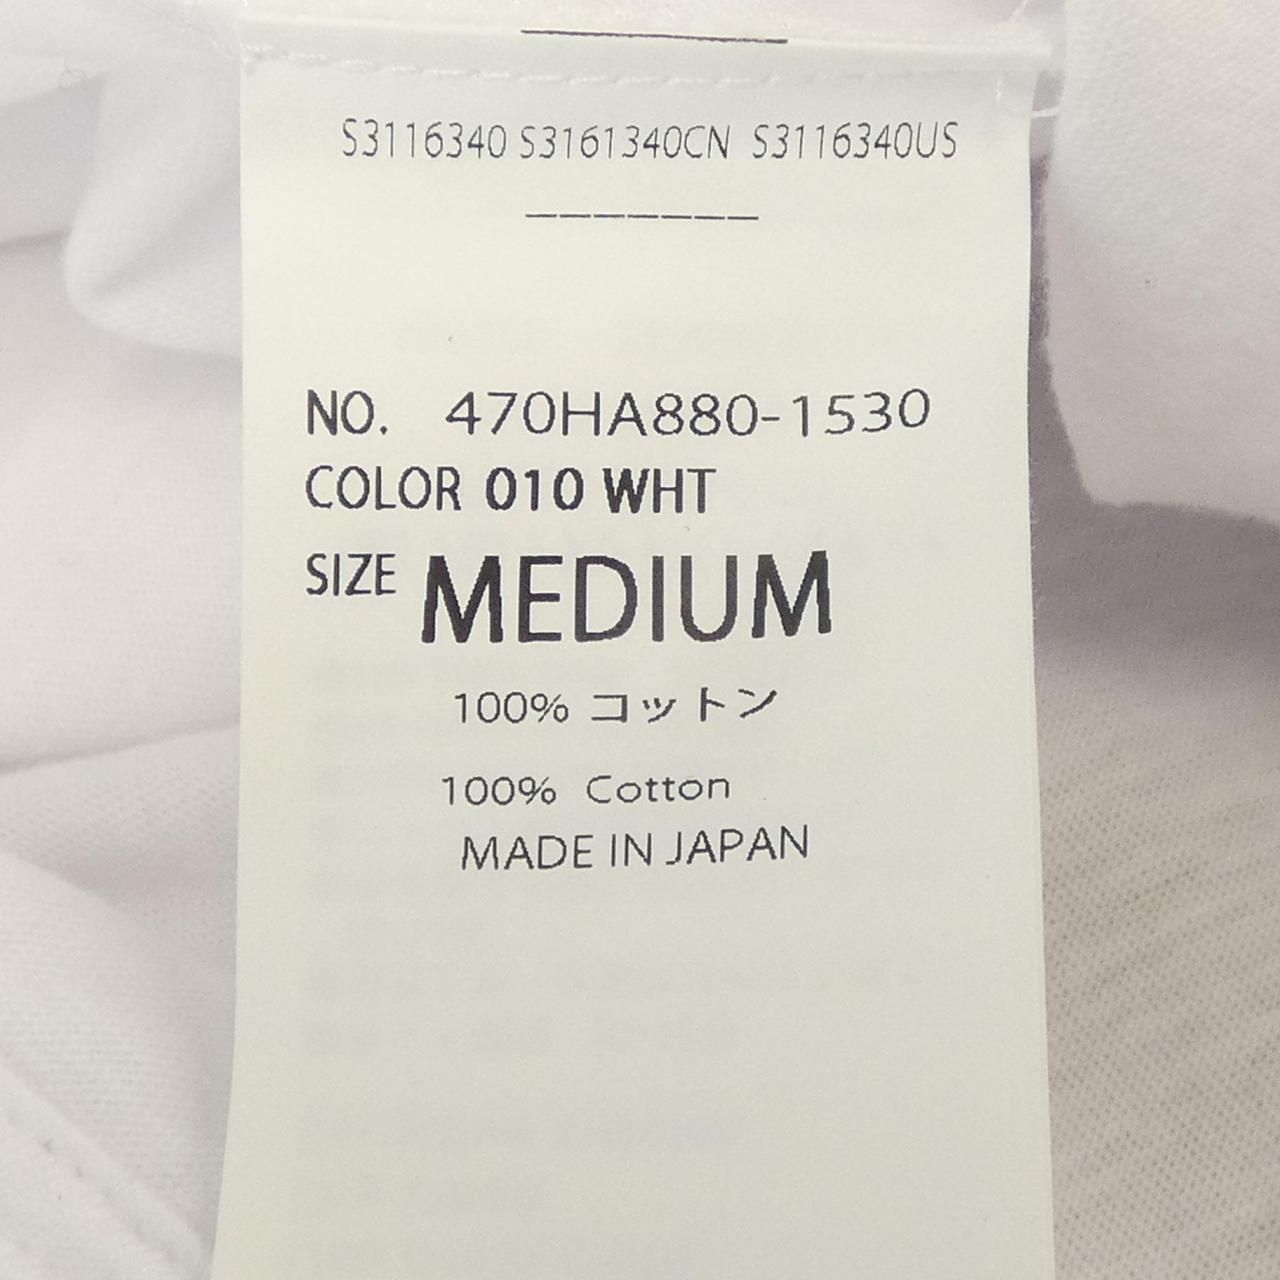 S3116340 S3161340CN S3116340US
-------
NO. 470HA880-1530
COLOR 010 WHT
SIZE MEDIUM
100% コットン
100% Cotton
MADE IN JAPAN